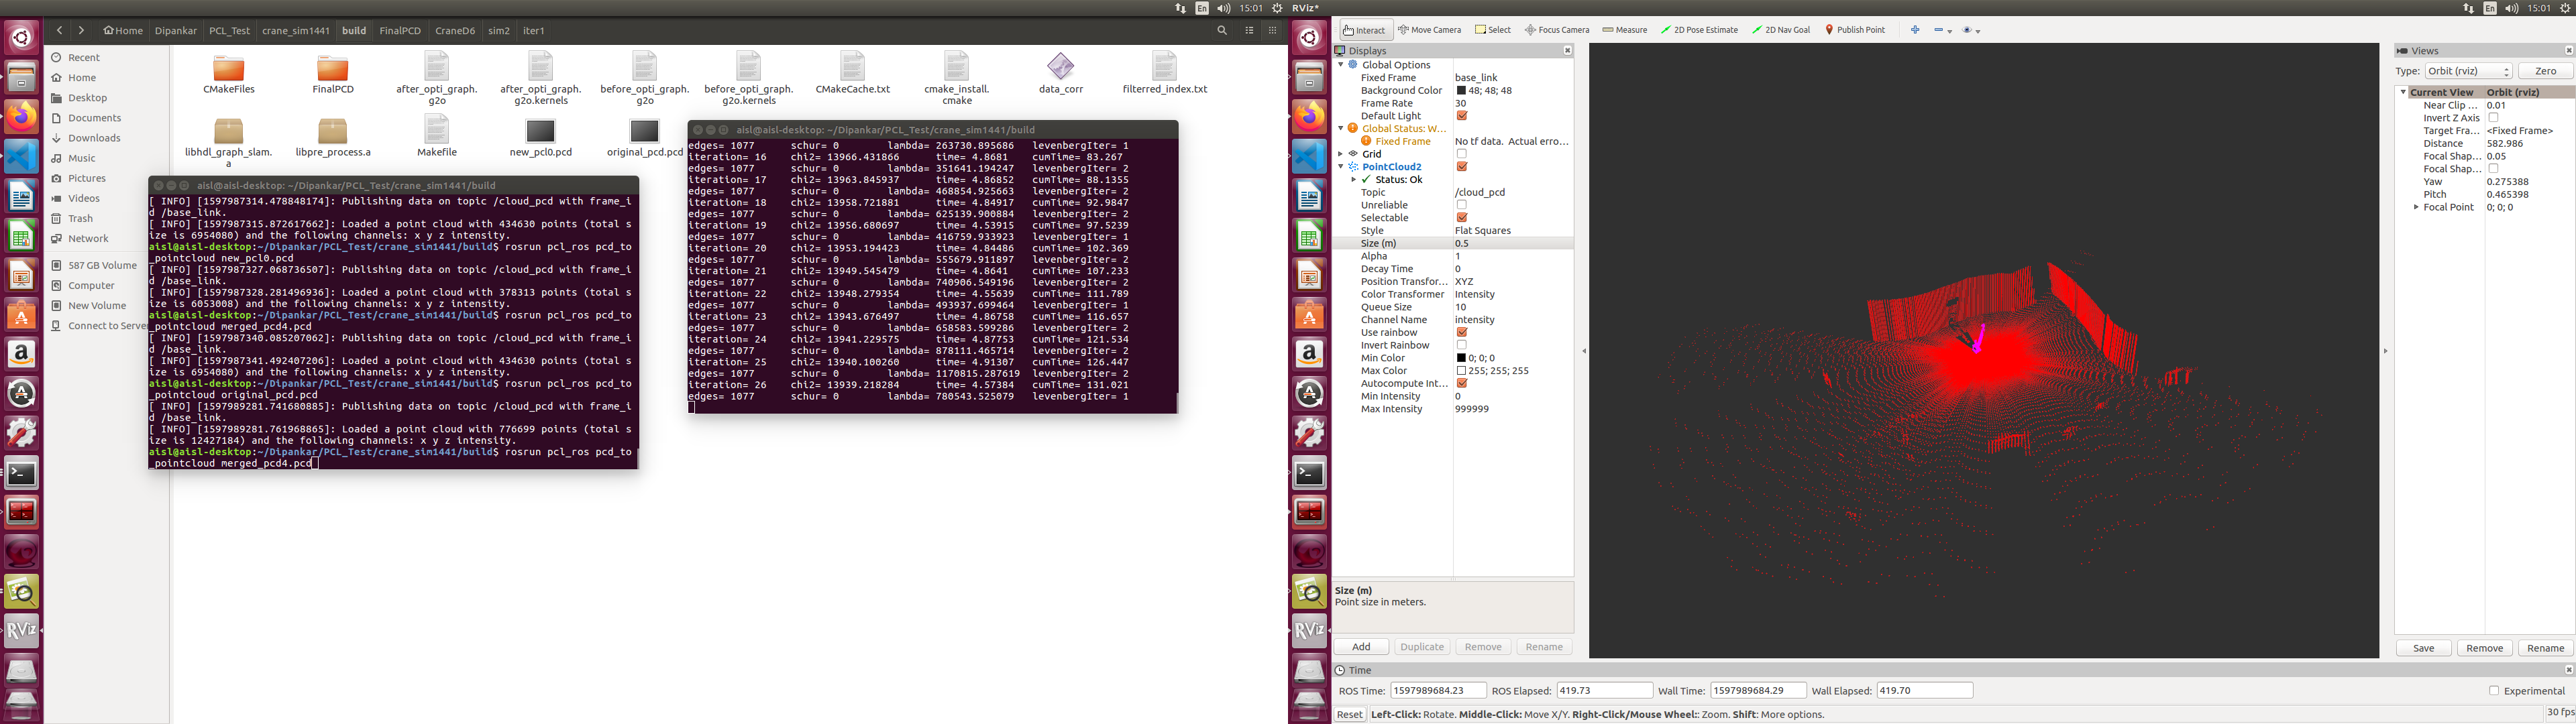 En
15:01
RViz*
En
15:01
Home
Dipankar
PCL_Test
crane_sim1441
build
FinalPCD
CraneD6
sim2
iter1
Recent
Home
Desktop
Documents
Downloads
Music
Pictures
Videos
Trash
Network
587 GB Volume
Computer
New Volume
Connect to Server
CMakeFiles
FinalPCD
after_opti_graph.
g2o
after_opti_graph.
g2o.kernels
before_opti_graph.
g2o
before_opti_graph.
g2o.kernels
CMakeCache.txt
cmake_install.
cmake
data_corr
filterred_index.txt
libhdl_graph_slam.
a
libpre_process.a
Makefile
new_pcl0.pcd
original_pcd.pcd
aisl@aisl-desktop: ~/Dipankar/PCL_Test/crane_sim1441/build
[ INFO] [1597987314.478848174]: Publishing data on topic /cloud_pcd with frame_i
d /base_link.
[ INFO] [1597987315.872617662]: Loaded a point cloud with 434630 points (total s
ize is 6954080) and the following channels: x y z intensity.
aisl@aisl-desktop:~/Dipankar/PCL_Test/crane_sim1441/build$ rosrun pcl_ros pcd_to
_pointcloud new_pcl0.pcd
[ INFO] [1597987327.068736507]: Publishing data on topic /cloud_pcd with frame_i
d /base_link.
[ INFO] [1597987328.281496936]: Loaded a point cloud with 378313 points (total s
ize is 6053008) and the following channels: x y z intensity.
aisl@aisl-desktop:~/Dipankar/PCL_Test/crane_sim1441/build$ rosrun pcl_ros pcd_to
_pointcloud merged_pcd4.pcd
[ INFO] [1597987340.085207062]: Publishing data on topic /cloud_pcd with frame_i
d /base_link.
[ INFO] [1597987341.492407206]: Loaded a point cloud with 434630 points (total s
ize is 6954080) and the following channels: x y z intensity.
aisl@aisl-desktop:~/Dipankar/PCL_Test/crane_sim1441/build$ rosrun pcl_ros pcd_to
_pointcloud original_pcd.pcd
[ INFO] [1597989281.741680885]: Publishing data on topic /cloud_pcd with frame_i
d /base_link.
[ INFO] [1597989281.761968865]: Loaded a point cloud with 776699 points (total s
ize is 12427184) and the following channels: x y z intensity.
aisl@aisl-desktop:~/Dipankar/PCL_Test/crane_sim1441/build$ rosrun pcl_ros pcd_to
_pointcloud merged_pcd4.pcd
aisl@aisl-desktop: ~/Dipankar/PCL_Test/crane_sim1441/build
edges= 1077 schur= 0 lambda= 263730.895686 levenbergIter= 1
iteration= 16 chi2= 13966.431866 time= 4.8681 cumTime= 83.267
edges= 1077 schur= 0 lambda= 351641.194247 levenbergIter= 2
iteration= 17 chi2= 13963.845937 time= 4.86852 cumTime= 88.1355
edges= 1077 schur= 0 lambda= 468854.925663 levenbergIter= 2
iteration= 18 chi2= 13958.721881 time= 4.84917 cumTime= 92.9847
edges= 1077 schur= 0 lambda= 625139.900884 levenbergIter= 2
iteration= 19 chi2= 13956.680697 time= 4.53915 cumTime= 97.5239
edges= 1077 schur= 0 lambda= 416759.933923 levenbergIter= 1
iteration= 20 chi2= 13953.194423 time= 4.84486 cumTime= 102.369
edges= 1077 schur= 0 lambda= 555679.911897 levenbergIter= 2
iteration= 21 chi2= 13949.545479 time= 4.8641 cumTime= 107.233
edges= 1077 schur= 0 lambda= 740906.549196 levenbergIter= 2
iteration= 22 chi2= 13948.279354 time= 4.55639 cumTime= 111.789
edges= 1077 schur= 0 lambda= 493937.699464 levenbergIter= 1
iteration= 23 chi2= 13943.676497 time= 4.86758 cumTime= 116.657
edges= 1077 schur= 0 lambda= 658583.599286 levenbergIter= 2
iteration= 24 chi2= 13941.229575 time= 4.87753 cumTime= 121.534
edges= 1077 schur= 0 lambda= 878111.465714 levenbergIter= 2
iteration= 25 chi2= 13940.100260 time= 4.91307 cumTime= 126.447
edges= 1077 schur= 0 lambda= 1170815.287619 levenbergIter= 2
iteration= 26 chi2= 13939.218284 time= 4.57384 cumTime= 131.021
edges= 1077 schur= 0 lambda= 780543.525079 levenbergIter= 1
Interact
Move Camera
Select
Focus Camera
Measure
2D Pose Estimate
2D Nav Goal
Publish Point
Displays
Global Options
Fixed Frame base_link
Background Color 48; 48; 48
Frame Rate 30
Default Light
Global Status: W...
Fixed Frame No tf data. Actual erro...
Grid
PointCloud2
Status: Ok
Topic /cloud_pcd
Unreliable
Selectable
Style Flat Squares
Size (m) 0.5
Alpha 1
Decay Time 0
Position Transfor... XYZ
Color Transformer Intensity
Queue Size 10
Channel Name intensity
Use rainbow
Invert Rainbow
Min Color 0; 0; 0
Max Color 255; 255; 255
Autocompute Int...
Min Intensity 0
Max Intensity 999999
Size (m)
Point size in meters.
Add
Duplicate
Remove
Rename
Views
Type: Orbit (rviz)
Zero
Current View Orbit (rviz)
Near Clip ... 0.01
Invert Z Axis
Target Fra... <Fixed Frame>
Distance 582.986
Focal Shap... 0.05
Focal Shap...
Yaw 0.275388
Pitch 0.465398
Focal Point 0; 0; 0
Save
Remove
Rename
Time
ROS Time: 1597989684.23
ROS Elapsed: 419.73
Wall Time: 1597989684.29
Wall Elapsed: 419.70
Experimental
Reset
Left-Click: Rotate. Middle-Click: Move X/Y. Right-Click/Mouse Wheel:: Zoom. Shift: More options.
30 fps
RViz
RViz